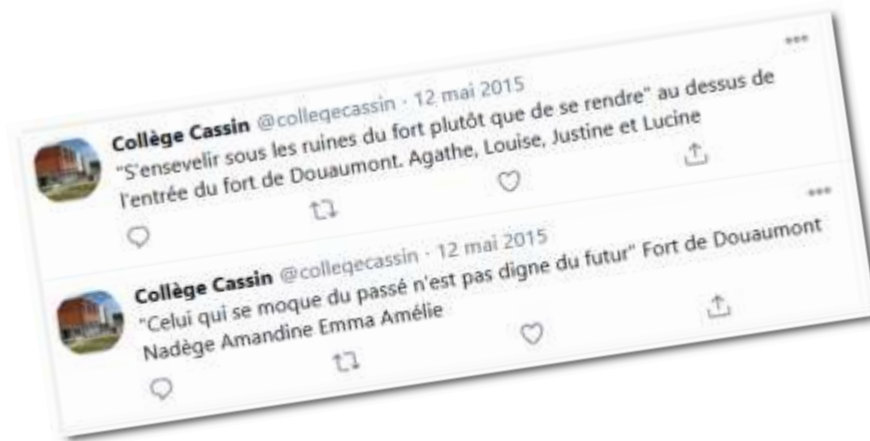 Collège Cassin @collegecassin · 12 mai 2015
"S'ensevelir sous les ruines du fort plutôt que de se rendre" au dessus de
l'entrée du fort de Douaumont. Agathe, Louise, Justine et Lucine
Collège Cassin @collegecassin · 12 mai 2015
"Celui qui se moque du passé n'est pas digne du futur" Fort de Douaumont
Nadège Amandine Emma Amélie